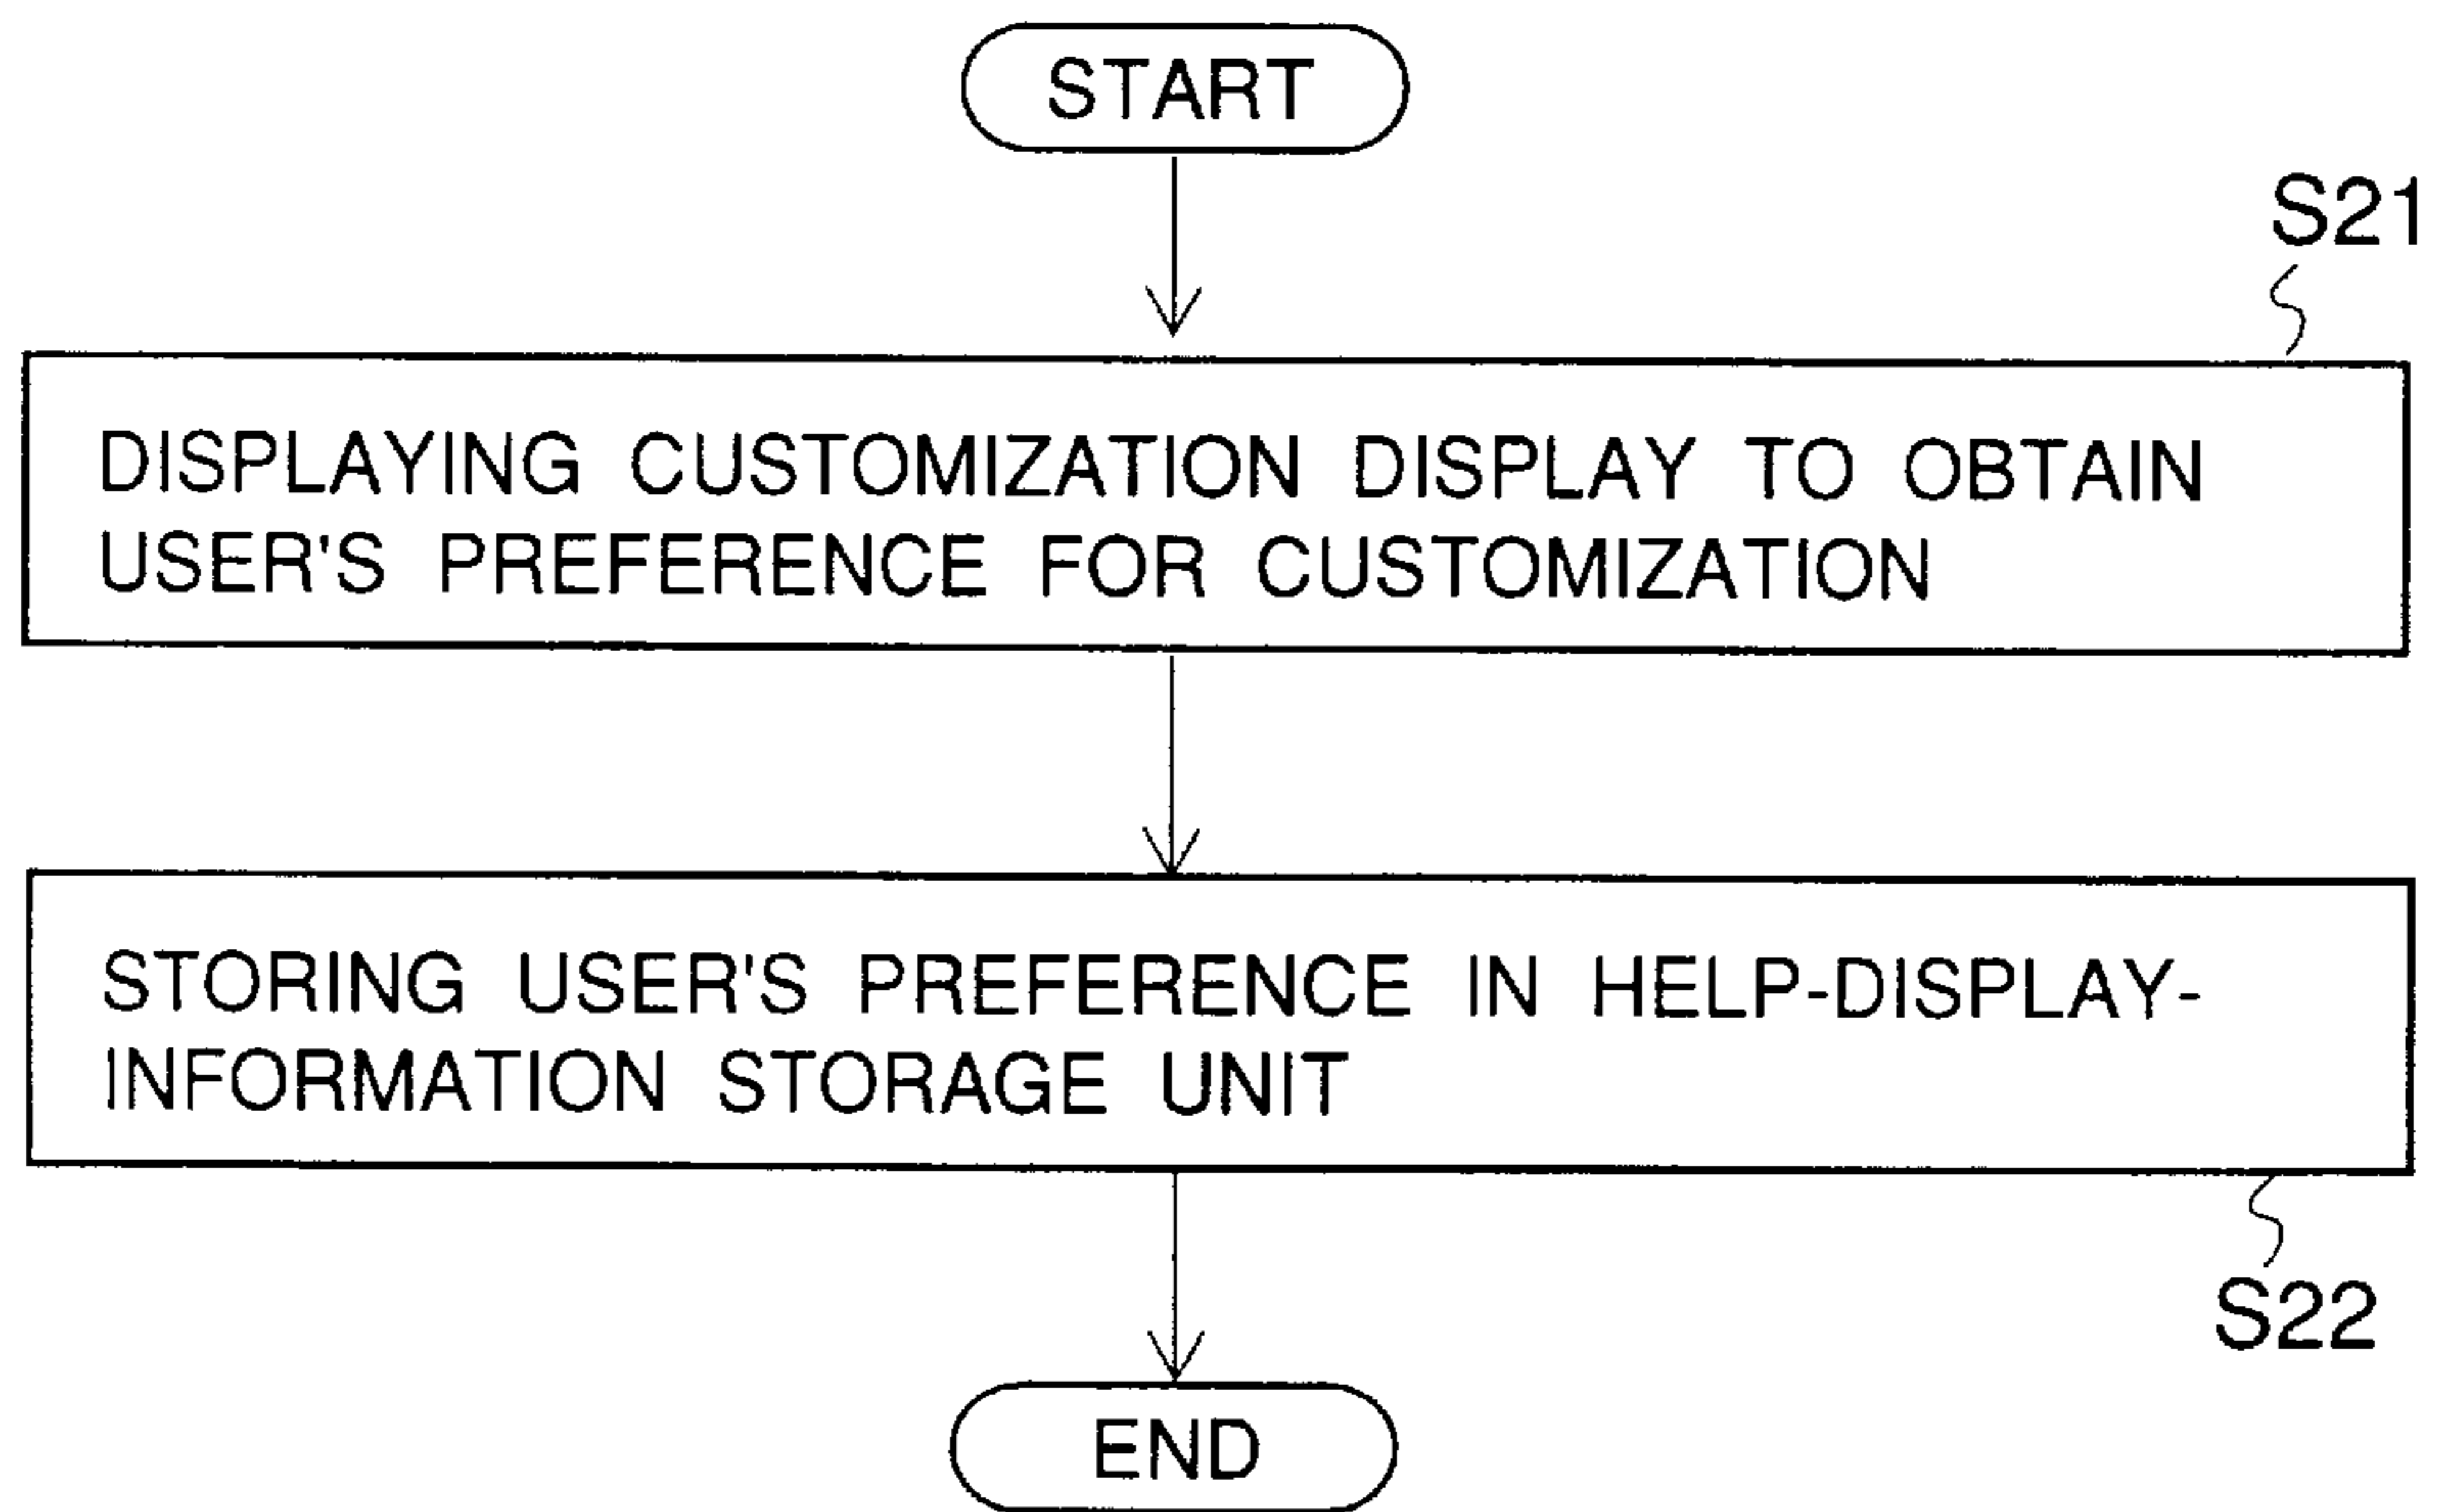 START
S21
DISPLAYING CUSTOMIZATION DISPLAY TO OBTAIN
USER'S PREFERENCE FOR CUSTOMIZATION
STORING USER'S PREFERENCE IN HELP-DISPLAY-
INFORMATION STORAGE UNIT
S22
END